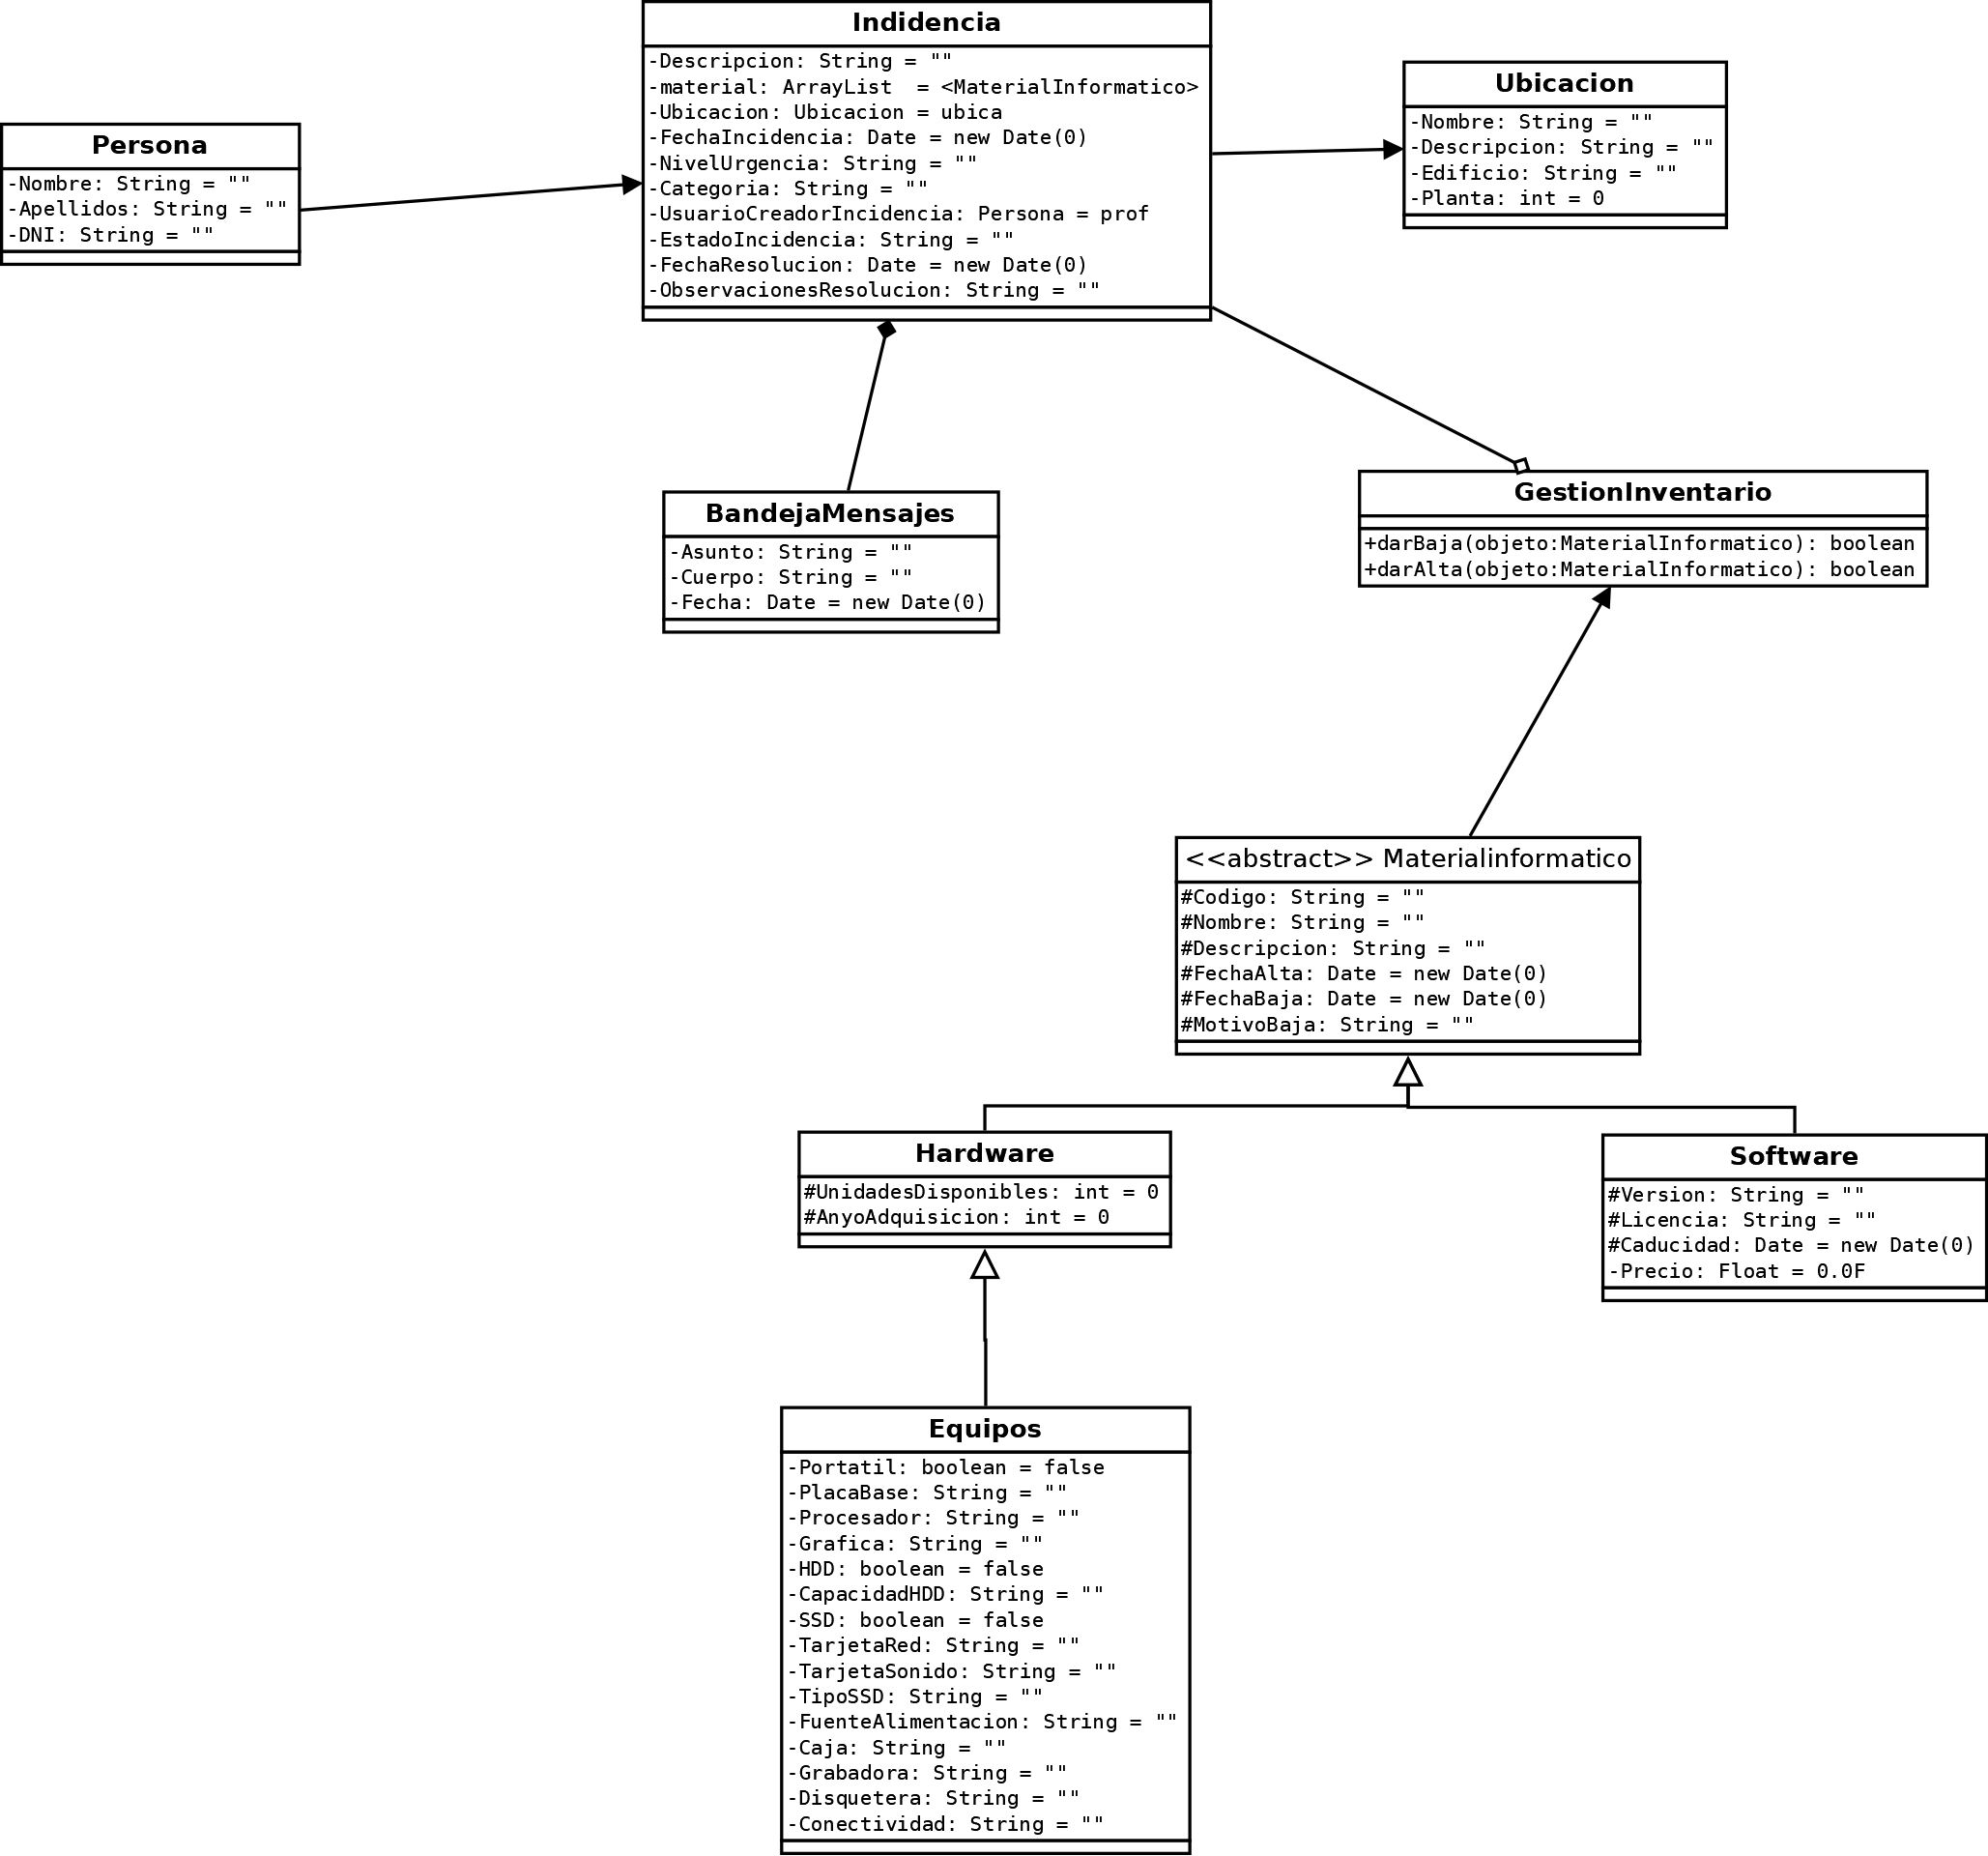 Indidencia
-Descripcion: String = ""
-material: ArrayList  = <MaterialInformatico>
-Ubicacion: Ubicacion = ubica
-FechaIncidencia: Date = new Date(0)
-NivelUrgencia: String = ""
-Categoria: String = ""
-UsuarioCreadorIncidencia: Persona = prof
-EstadoIncidencia: String = ""
-FechaResolucion: Date = new Date(0)
-ObservacionesResolucion: String = ""
Ubicacion
-Nombre: String = ""
-Descripcion: String = ""
-Edificio: String = ""
-Planta: int = 0
Persona
-Nombre: String = ""
-Apellidos: String = ""
-DNI: String = ""
BandejaMensajes
-Asunto: String = ""
-Cuerpo: String = ""
-Fecha: Date = new Date(0)
GestionInventario
+darBaja(objeto:MaterialInformatico): boolean
+darAlta(objeto:MaterialInformatico): boolean
<<abstract>> Materialinformatico
#Codigo: String = ""
#Nombre: String = ""
#Descripcion: String = ""
#FechaAlta: Date = new Date(0)
#FechaBaja: Date = new Date(0)
#MotivoBaja: String = ""
Hardware
#UnidadesDisponibles: int = 0
#AnyoAdquisicion: int = 0
Software
#Version: String = ""
#Licencia: String = ""
#Caducidad: Date = new Date(0)
-Precio: Float = 0.0F
Equipos
-Portatil: boolean = false
-PlacaBase: String = ""
-Procesador: String = ""
-Grafica: String = ""
-HDD: boolean = false
-CapacidadHDD: String = ""
-SSD: boolean = false
-TarjetaRed: String = ""
-TarjetaSonido: String = ""
-TipoSSD: String = ""
-FuenteAlimentacion: String = ""
-Caja: String = ""
-Grabadora: String = ""
-Disquetera: String = ""
-Conectividad: String = ""